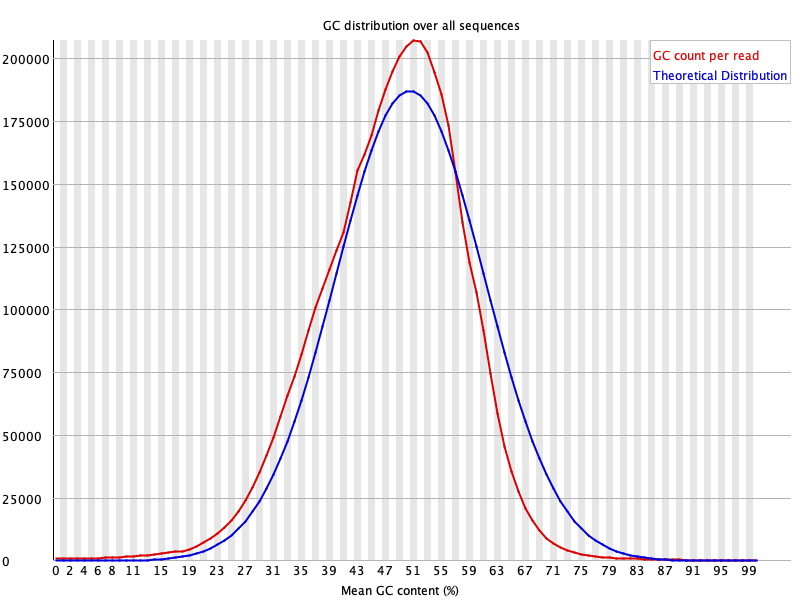 GC distribution over all sequences
GC count per read
Theoretical Distribution
200000
175000
150000
125000
100000
75000
50000
25000
0
0 2 4 6 8 11 15 19 23 27 31 35 39 43 47 51 55 59 63 67 71 75 79 83 87 91 95 99
Mean GC content (%)